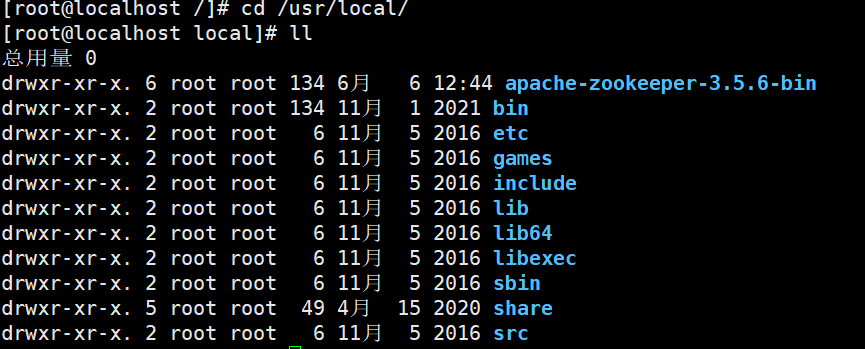 [root@localhost /]# cd /usr/local/
[root@localhost local]# ll
总用量 0
drwxr-xr-x. 6 root root 134 6月   6 12:44 apache-zookeeper-3.5.6-bin
drwxr-xr-x. 2 root root 134 11月  1 2021 bin
drwxr-xr-x. 2 root root   6 11月  5 2016 etc
drwxr-xr-x. 2 root root   6 11月  5 2016 games
drwxr-xr-x. 2 root root   6 11月  5 2016 include
drwxr-xr-x. 2 root root   6 11月  5 2016 lib
drwxr-xr-x. 2 root root   6 11月  5 2016 lib64
drwxr-xr-x. 2 root root   6 11月  5 2016 libexec
drwxr-xr-x. 2 root root   6 11月  5 2016 sbin
drwxr-xr-x. 5 root root  49 4月  15 2020 share
drwxr-xr-x. 2 root root   6 11月  5 2016 src